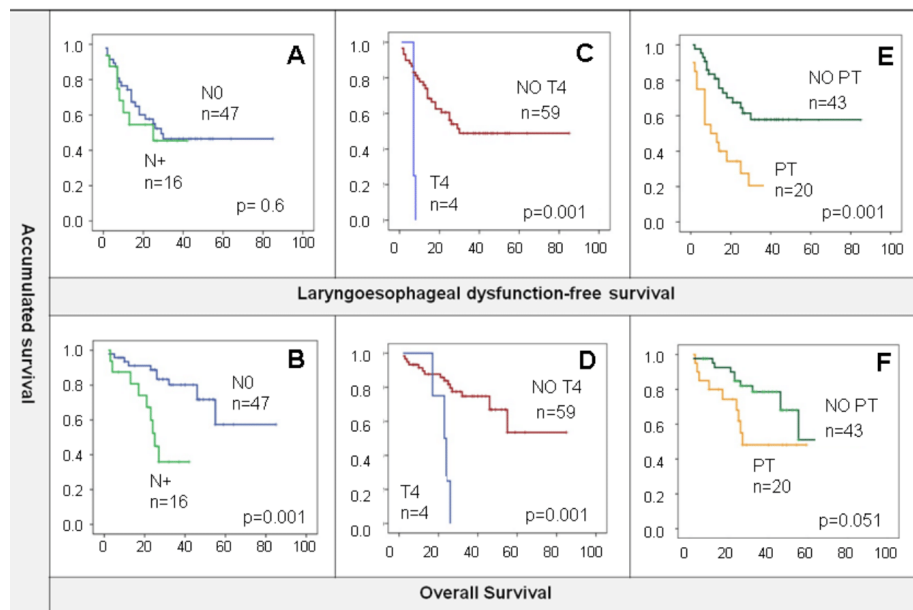 Accumulated survival
A
1.0
0.8
0.6
0.4
0.2
0.0
N0
n=47
N+
n=16
p= 0.6
0 20 40 60 80 100
C
1.0
0.8
0.6
0.4
0.2
0.0
NO T4
n=59
T4
n=4
p=0.001
0 20 40 60 80 100
E
1.0
0.8
0.6
0.4
0.2
0.0
NO PT
n=43
PT
n=20
p=0.001
0 20 40 60 80 100
Laryngoesophageal dysfunction-free survival
B
1.0
0.8
0.6
0.4
0.2
0.0
N0
n=47
N+
n=16
p=0.001
0 20 40 60 80 100
D
1.0
0.8
0.6
0.4
0.2
0.0
NO T4
n=59
T4
n=4
p=0.001
0 20 40 60 80 100
F
1.0
0.8
0.6
0.4
0.2
0.0
NO PT
n=43
PT
n=20
p=0.051
0 20 40 60 80 100
Overall Survival